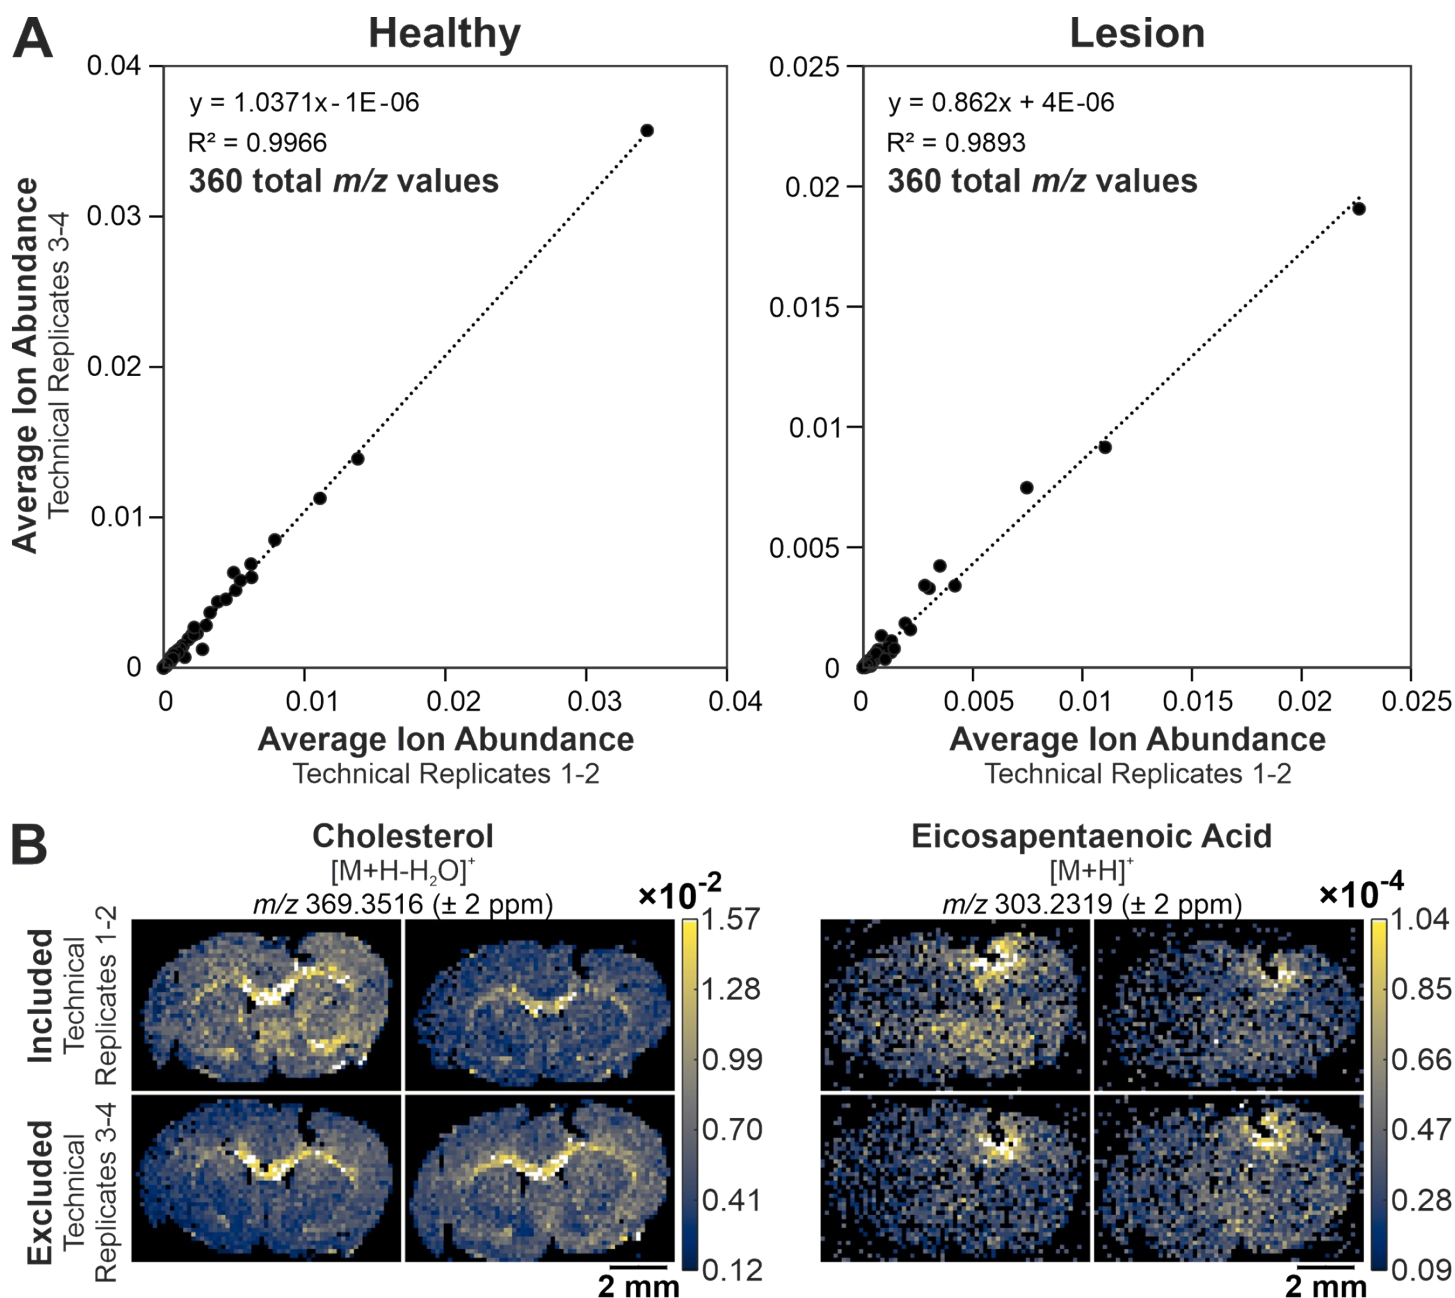 A
Healthy
Lesion
y = 1.0371x - 1E-06
R² = 0.9966
360 total m/z values
0.04
0.03
0.02
0.01
0
0
0.01
0.02
0.03
0.04
Average Ion Abundance
Technical Replicates 3-4
Average Ion Abundance
Technical Replicates 1-2
y = 0.862x + 4E-06
R² = 0.9893
360 total m/z values
0.025
0.02
0.015
0.01
0.005
0
0
0.005
0.01
0.015
0.02
0.025
Average Ion Abundance
Technical Replicates 1-2
B
Cholesterol
[M+H-H₂O]⁺
m/z 369.3516 (± 2 ppm)
×10⁻²
Eicosapentaenoic Acid
[M+H]⁺
m/z 303.2319 (± 2 ppm)
×10⁻⁴
Included
Technical
Replicates 1-2
Excluded
Technical
Replicates 3-4
1.57
1.28
0.99
0.70
0.41
0.12
2 mm
1.04
0.85
0.66
0.47
0.28
0.09
2 mm